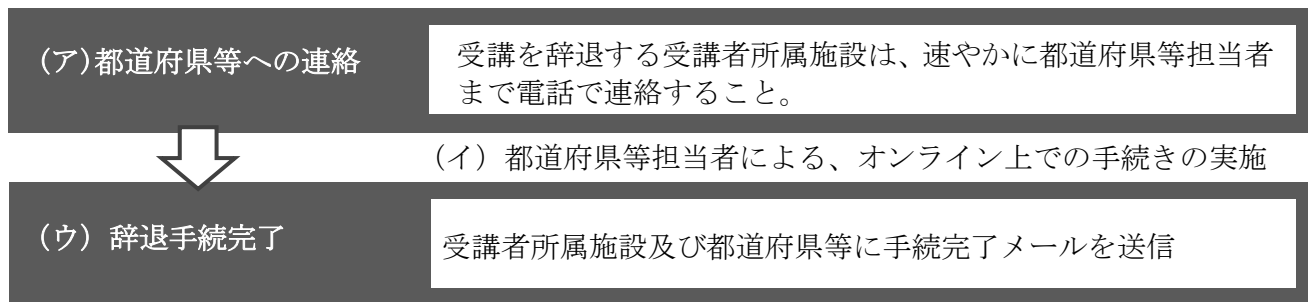 (ア)都道府県等への連絡
受講を辞退する受講者所属施設は、速やかに都道府県等担当者
まで電話で連絡すること。
(イ)都道府県等担当者による、オンライン上での手続きの実施
(ウ)辞退手続完了
受講者所属施設及び都道府県等に手続完了メールを送信